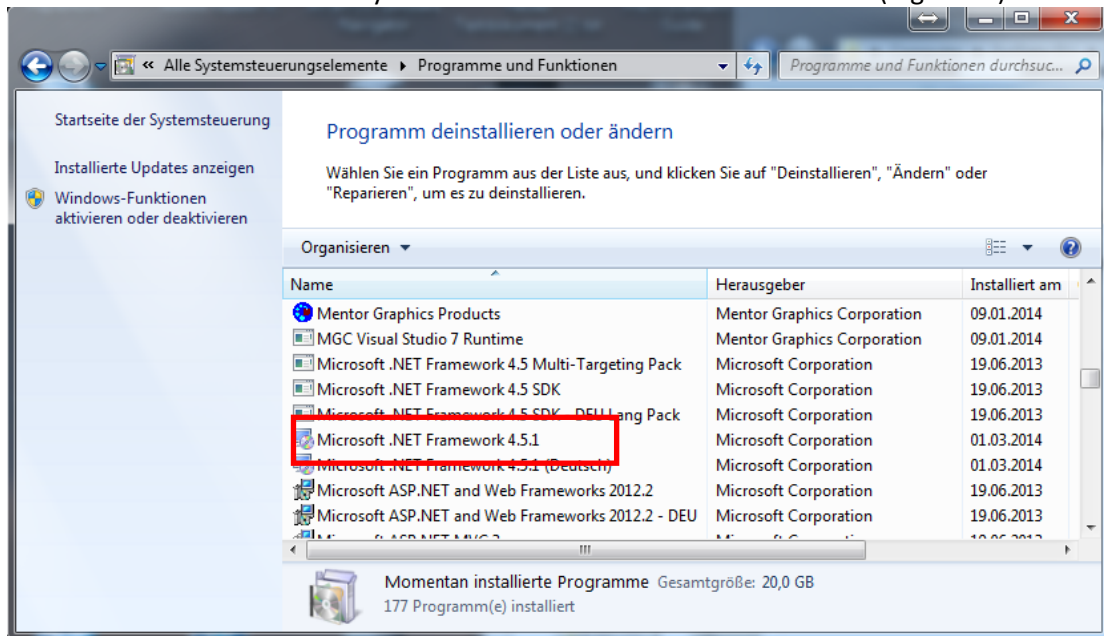 « Alle Systemsteuerungselemente ▸ Programme und Funktionen
Programme und Funktionen durchsuc...
Startseite der Systemsteuerung
Installierte Updates anzeigen
Windows-Funktionen
aktivieren oder deaktivieren
Programm deinstallieren oder ändern
Wählen Sie ein Programm aus der Liste aus, und klicken Sie auf "Deinstallieren", "Ändern" oder
"Reparieren", um es zu deinstallieren.
Organisieren
Name Herausgeber Installiert am
Mentor Graphics Products Mentor Graphics Corporation 09.01.2014
MGC Visual Studio 7 Runtime Mentor Graphics Corporation 09.01.2014
Microsoft .NET Framework 4.5 Multi-Targeting Pack Microsoft Corporation 19.06.2013
Microsoft .NET Framework 4.5 SDK Microsoft Corporation 19.06.2013
Microsoft .NET Framework 4.5 SDK - DEU Lang Pack Microsoft Corporation 19.06.2013
Microsoft .NET Framework 4.5.1 Microsoft Corporation 01.03.2014
Microsoft .NET Framework 4.5.1 (Deutsch) Microsoft Corporation 01.03.2014
Microsoft ASP.NET and Web Frameworks 2012.2 Microsoft Corporation 19.06.2013
Microsoft ASP.NET and Web Frameworks 2012.2 - DEU Microsoft Corporation 19.06.2013
Momentan installierte Programme Gesamtgröße: 20,0 GB
177 Programm(e) installiert